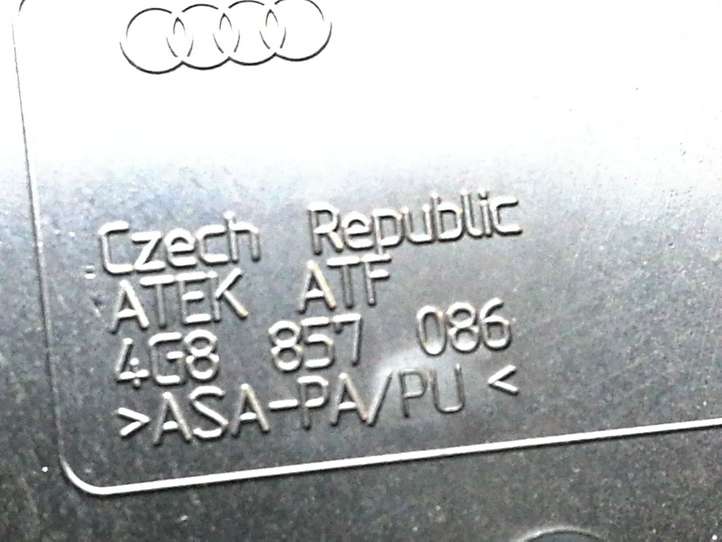 Czech Republic
ATEK ATF
4G8 857 086
>ASA-PA/PU<